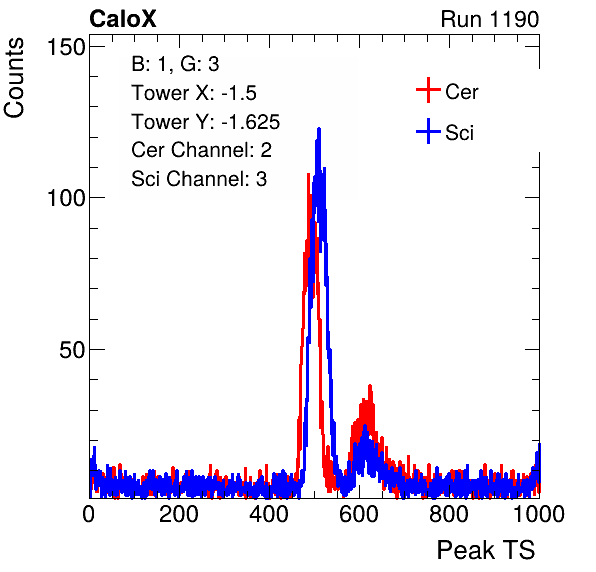 CaloX Run 1190
Counts
150
100
50
B: 1, G: 3
Tower X: -1.5
Tower Y: -1.625
Cer Channel: 2
Sci Channel: 3
Cer
Sci
0 200 400 600 800 1000
Peak TS